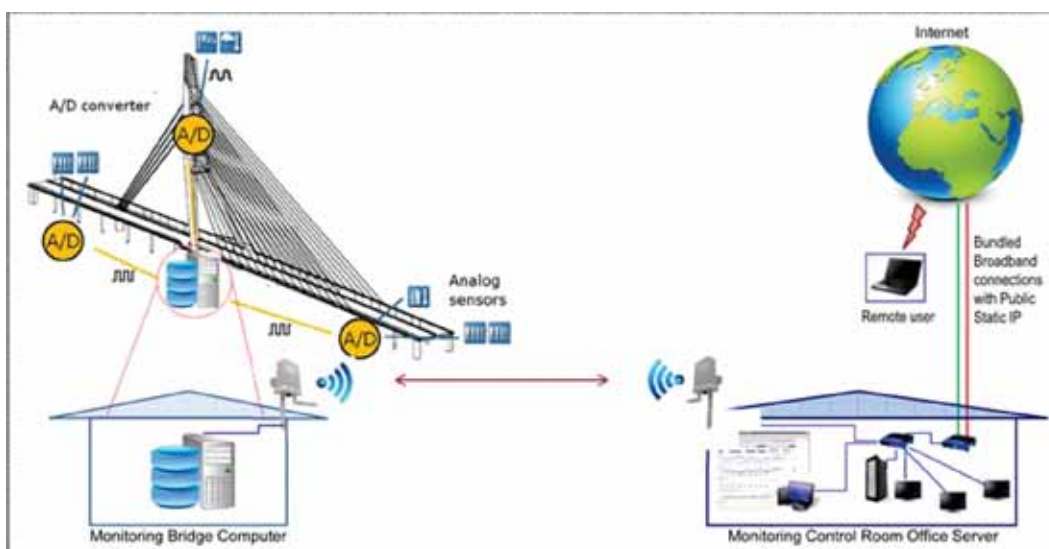 Internet
A/D converter
A/D
A/D
Analog
sensors
A/D
Remote user
Bundled
Broadband
connections
with Public
Static IP
Monitoring Bridge Computer
Monitoring Control Room Office Server